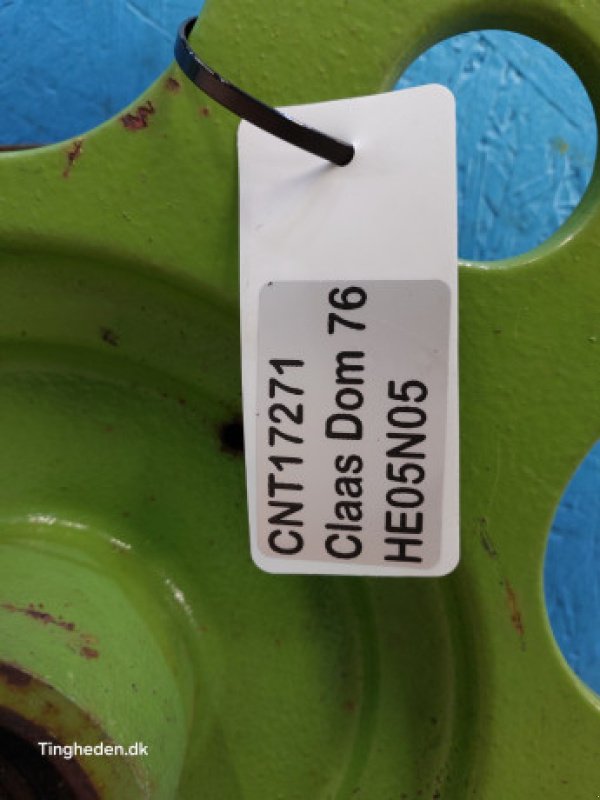 CNT17271
Claas Dom 76
HE05N05
Tingheden.dk